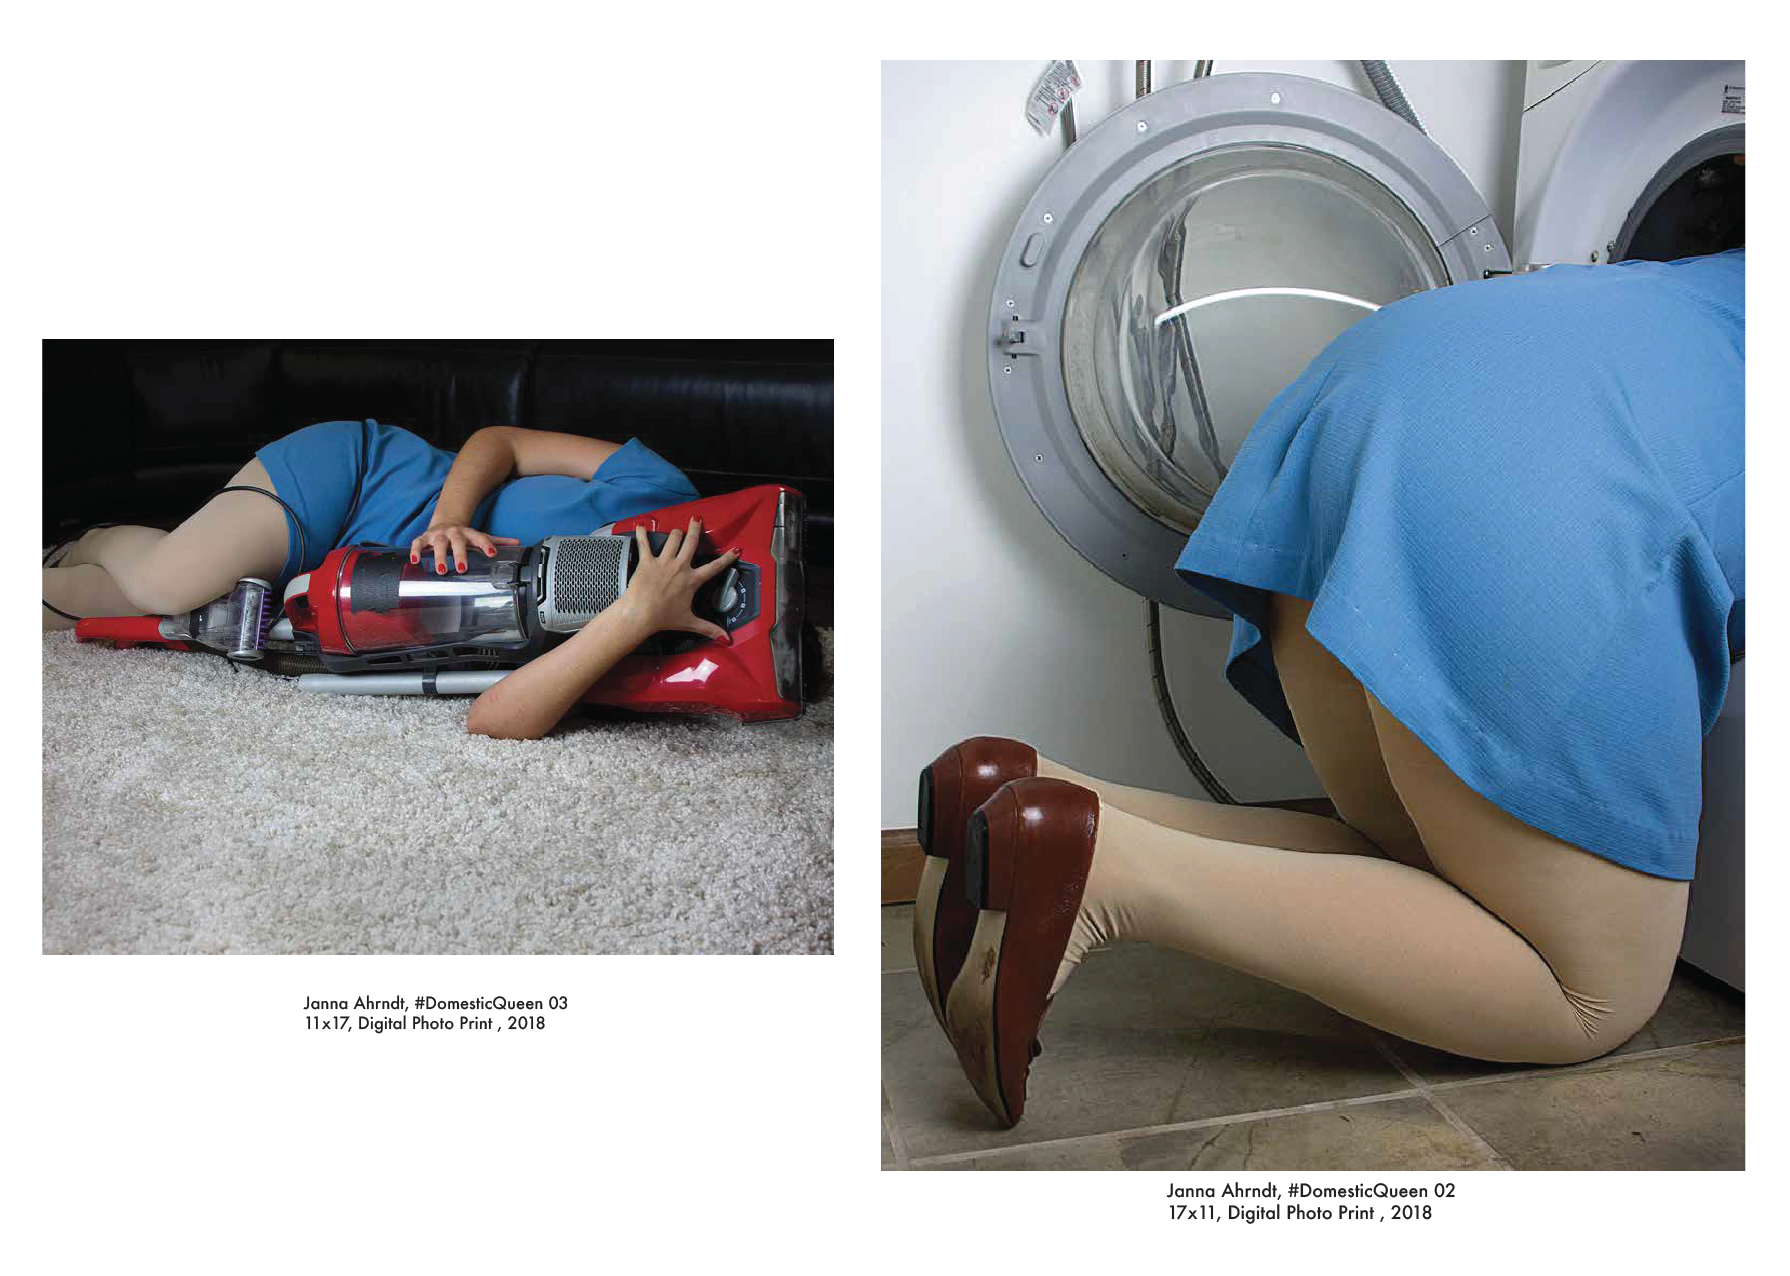 Janna Ahrndt, #DomesticQueen 03
11x17, Digital Photo Print , 2018
Janna Ahrndt, #DomesticQueen 02
17x11, Digital Photo Print , 2018